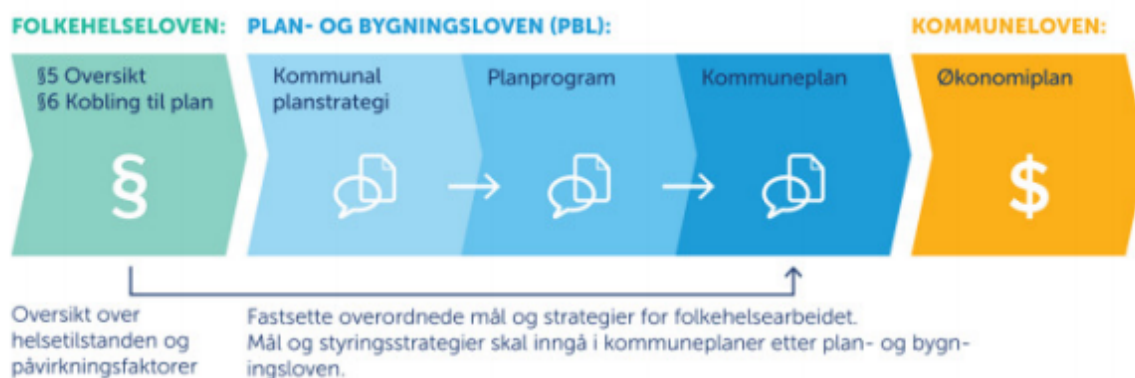 FOLKEHELSELOVEN:
PLAN- OG BYGNINGSLOVEN (PBL):
KOMMUNELOVEN:
§5 Oversikt
§6 Kobling til plan
§
Kommunal
planstrategi
Planprogram
Kommuneplan
Økonomiplan
$
Oversikt over
helsetilstanden og
påvirkningsfaktorer
Fastsette overordnede mål og strategier for folkehelsearbeidet.
Mål og styringsstrategier skal inngå i kommuneplaner etter plan- og bygn-
ingsloven.